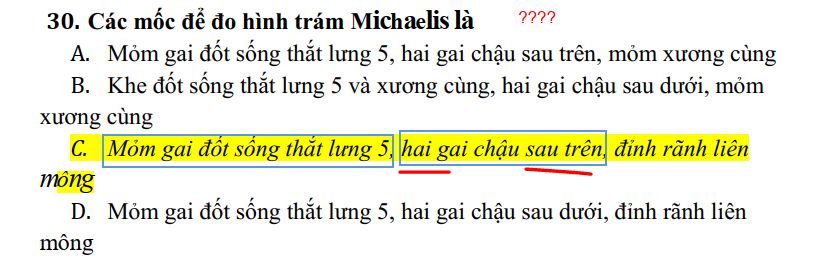 30. Các mốc để đo hình trám Michaelis là ????
A. Mỏm gai đốt sống thắt lưng 5, hai gai chậu sau trên, mỏm xương cùng
B. Khe đốt sống thắt lưng 5 và xương cùng, hai gai chậu sau dưới, mỏm
xương cùng
C. Mỏm gai đốt sống thắt lưng 5, hai gai chậu sau trên, đỉnh rãnh liên
mông
D. Mỏm gai đốt sống thắt lưng 5, hai gai chậu sau dưới, đỉnh rãnh liên
mông